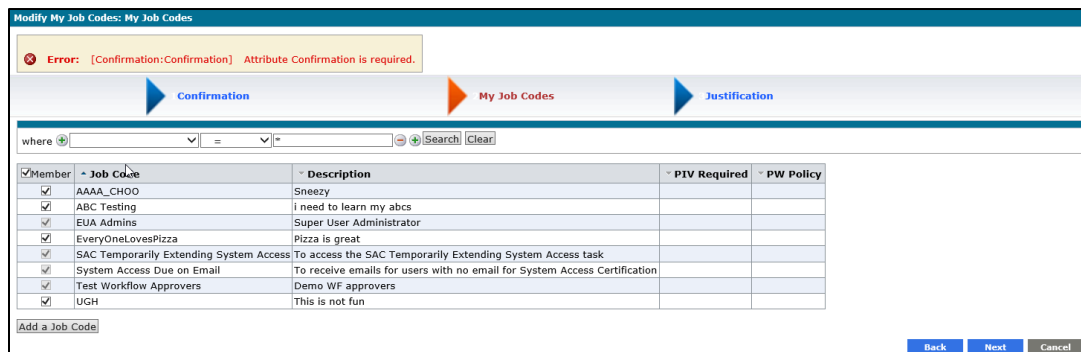 Modify My Job Codes: My Job Codes
Error: [Confirmation:Confirmation] Attribute Confirmation is required.
Confirmation My Job Codes Justification
where = * Search Clear
Member Job Code Description PIV Required PW Policy
AAAA_CHOO Sneezy
ABC Testing i need to learn my abcs
EUA Admins Super User Administrator
EveryOneLovesPizza Pizza is great
SAC Temporarily Extending System Access To access the SAC Temporarily Extending System Access task
System Access Due on Email To receive emails for users with no email for System Access Certification
Test Workflow Approvers Demo WF approvers
UGH This is not fun
Add a Job Code
Back Next Cancel